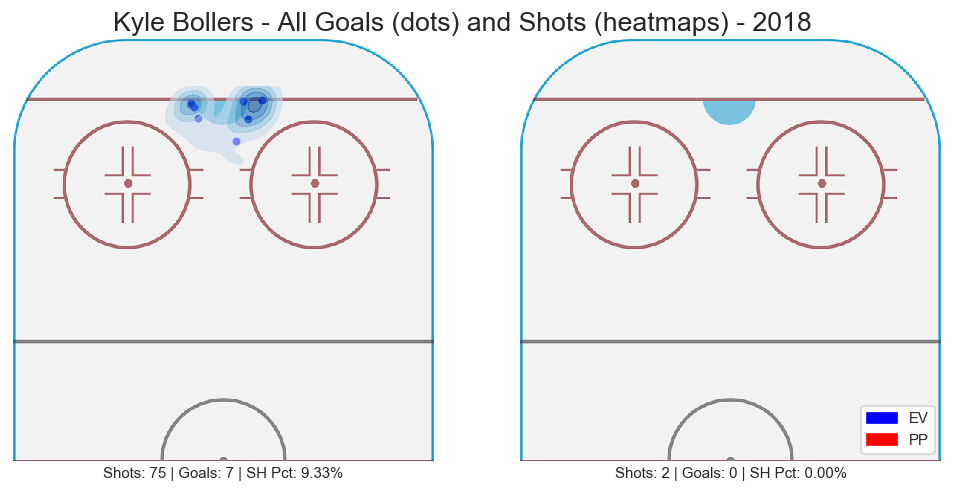 Kyle Bollers - All Goals (dots) and Shots (heatmaps) - 2018
EV
PP
Shots: 75 | Goals: 7 | SH Pct: 9.33%
Shots: 2 | Goals: 0 | SH Pct: 0.00%